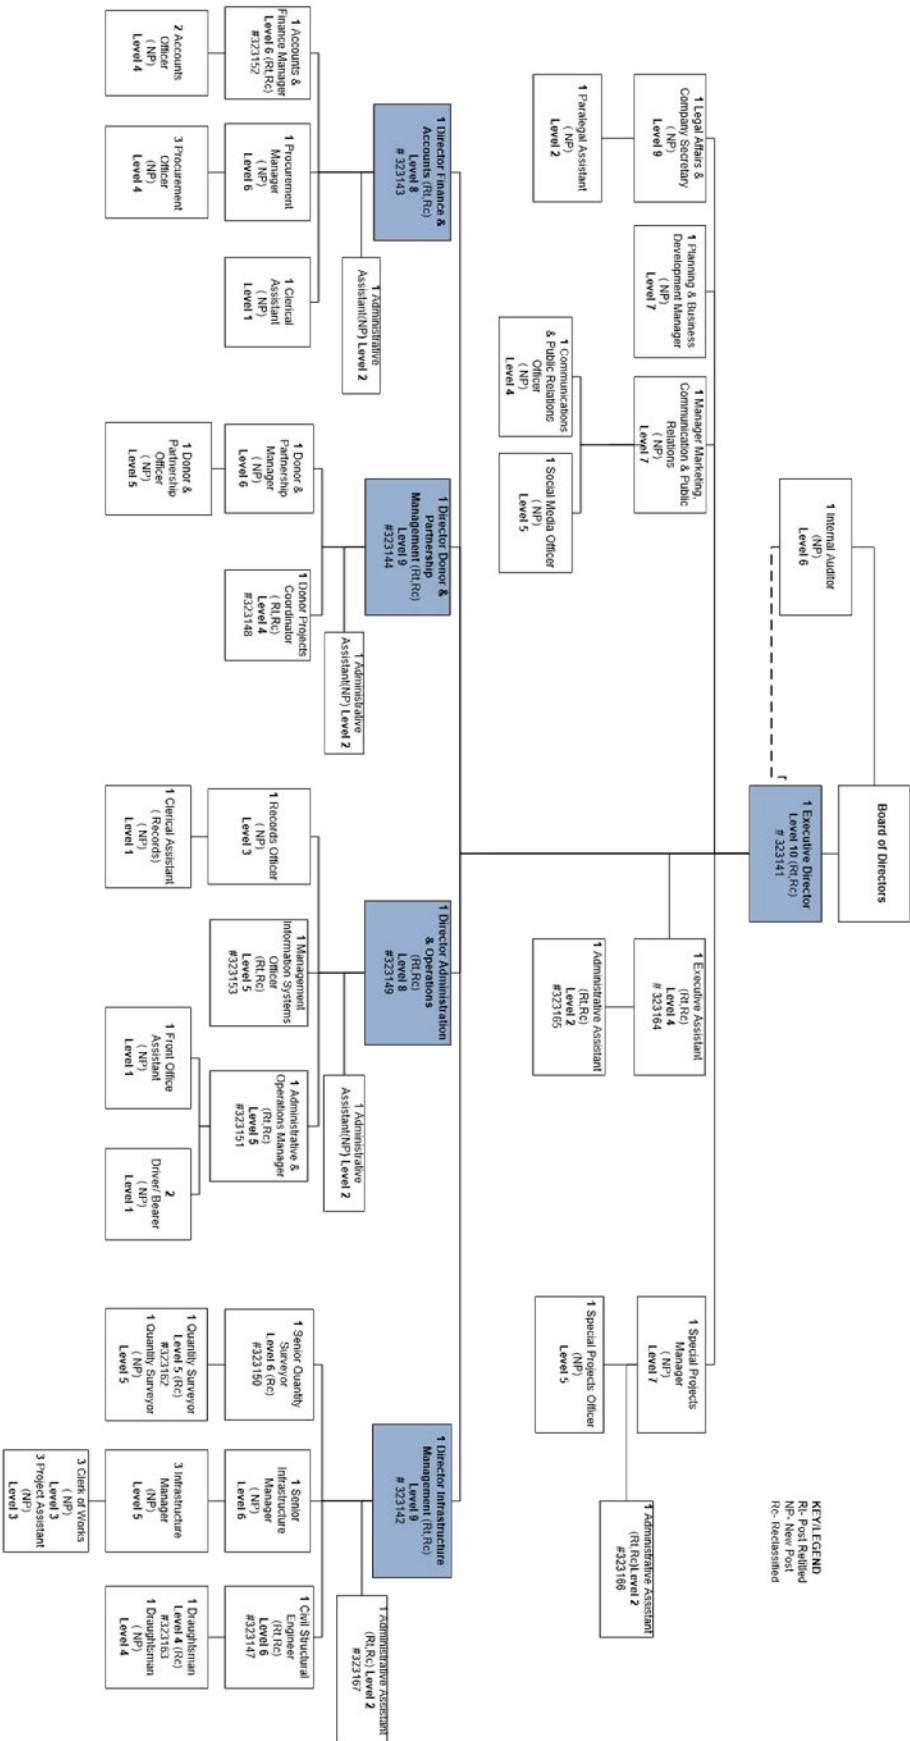 Board of Directors
1 Internal Auditor
(NP)
Level 6
1 Executive Director
Level 10 (Rt,Rc)
# 323141
KEY/LEGEND
Rt- Post Retitled
NP- New Post
Rc- Reclassified
1 Legal Affairs &
Company Secretary
( NP)
Level 9
1 Planning & Business
Development Manager
( NP)
Level 7
1 Manager Marketing,
Communication & Public
Relations
( NP)
Level 7
1 Executive Assistant
(Rt,Rc)
Level 4
# 323164
1 Special Projects
Manager
( NP)
Level 7
1 Paralegal Assistant
( NP)
Level 2
1 Communications
& Public Relations
Officer
( NP)
Level 4
1 Social Media Officer
( NP)
Level 5
1 Administrative Assistant
(Rt,Rc)
Level 2
#323165
1 Special Projects Officer
(NP)
Level 5
1 Administrative Assistant
(Rt,Rc)Level 2
#323166
1 Director Finance &
Accounts (Rt,Rc)
Level 8
# 323143
1 Director Donor &
Partnership
Management (Rt,Rc)
Level 9
#323144
1 Director Administration
& Operations
(Rt,Rc)
Level 8
#323149
1 Director Infrastructure
Management (Rt,Rc)
Level 9
# 323142
1 Administrative
Assistant(NP) Level 2
1 Administrative
Assistant(NP) Level 2
1 Administrative
Assistant(NP) Level 2
1 Administrative Assistant
(Rt,Rc) Level 2
#323167
1 Accounts &
Finance Manager
Level 6 (Rt,Rc)
#323152
1 Procurement
Manager
( NP)
Level 6
1 Clerical
Assistant
( NP)
Level 1
1 Donor &
Partnership
Manager
( NP)
Level 6
1 Donor Projects
Coordinator
( Rt,Rc)
Level 4
#323148
1 Records Officer
( NP)
Level 3
1 Management
Information Systems
Officer
(Rt,Rc)
Level 5
#323153
1 Administrative &
Operations Manager
(Rt,Rc)
Level 5
#323151
1 Senior Quantity
Surveyor
Level 6 (Rc)
#323150
1 Senior
Infrastructure
Manager
( NP)
Level 6
1 Civil Structural
Engineer
(Rt,Rc)
Level 6
#323147
2 Accounts
Officer
( NP)
Level 4
3 Procurement
Officer
(NP)
Level 4
1 Donor &
Partnership
Officer
( NP)
Level 5
1 Clerical Assistant
( Records)
( NP)
Level 1
1 Front Office
Assistant
( NP)
Level 1
2
Driver/ Bearer
( NP)
Level 1
1 Quantity Surveyor
Level 5 (Rc)
#323162
1 Quantity Surveyor
( NP)
Level 5
3 Infrastructure
Manager
(NP)
Level 5
1 Draughtsman
Level 4 (Rc)
#323163
1 Draughtsman
( NP)
Level 4
3 Clerk of Works
( NP)
Level 3
3 Project Assistant
(NP)
Level 3